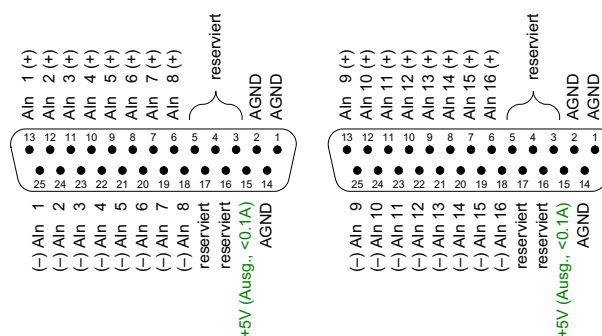 AIn 1 (+)
AIn 2 (+)
AIn 3 (+)
AIn 4 (+)
AIn 5 (+)
AIn 6 (+)
AIn 7 (+)
AIn 8 (+)
reserviert
AGND
AGND
13 12 11 10 9 8 7 6 5 4 3 2 1
25 24 23 22 21 20 19 18 17 16 15 14
(–) AIn 1
(–) AIn 2
(–) AIn 3
(–) AIn 4
(–) AIn 5
(–) AIn 6
(–) AIn 7
(–) AIn 8
reserviert
reserviert
+5V (Ausg., <0.1A)
AGND
AIn 9 (+)
AIn 10 (+)
AIn 11 (+)
AIn 12 (+)
AIn 13 (+)
AIn 14 (+)
AIn 15 (+)
AIn 16 (+)
reserviert
AGND
AGND
13 12 11 10 9 8 7 6 5 4 3 2 1
25 24 23 22 21 20 19 18 17 16 15 14
(–) AIn 9
(–) AIn 10
(–) AIn 11
(–) AIn 12
(–) AIn 13
(–) AIn 14
(–) AIn 15
(–) AIn 16
reserviert
reserviert
+5V (Ausg., <0.1A)
AGND